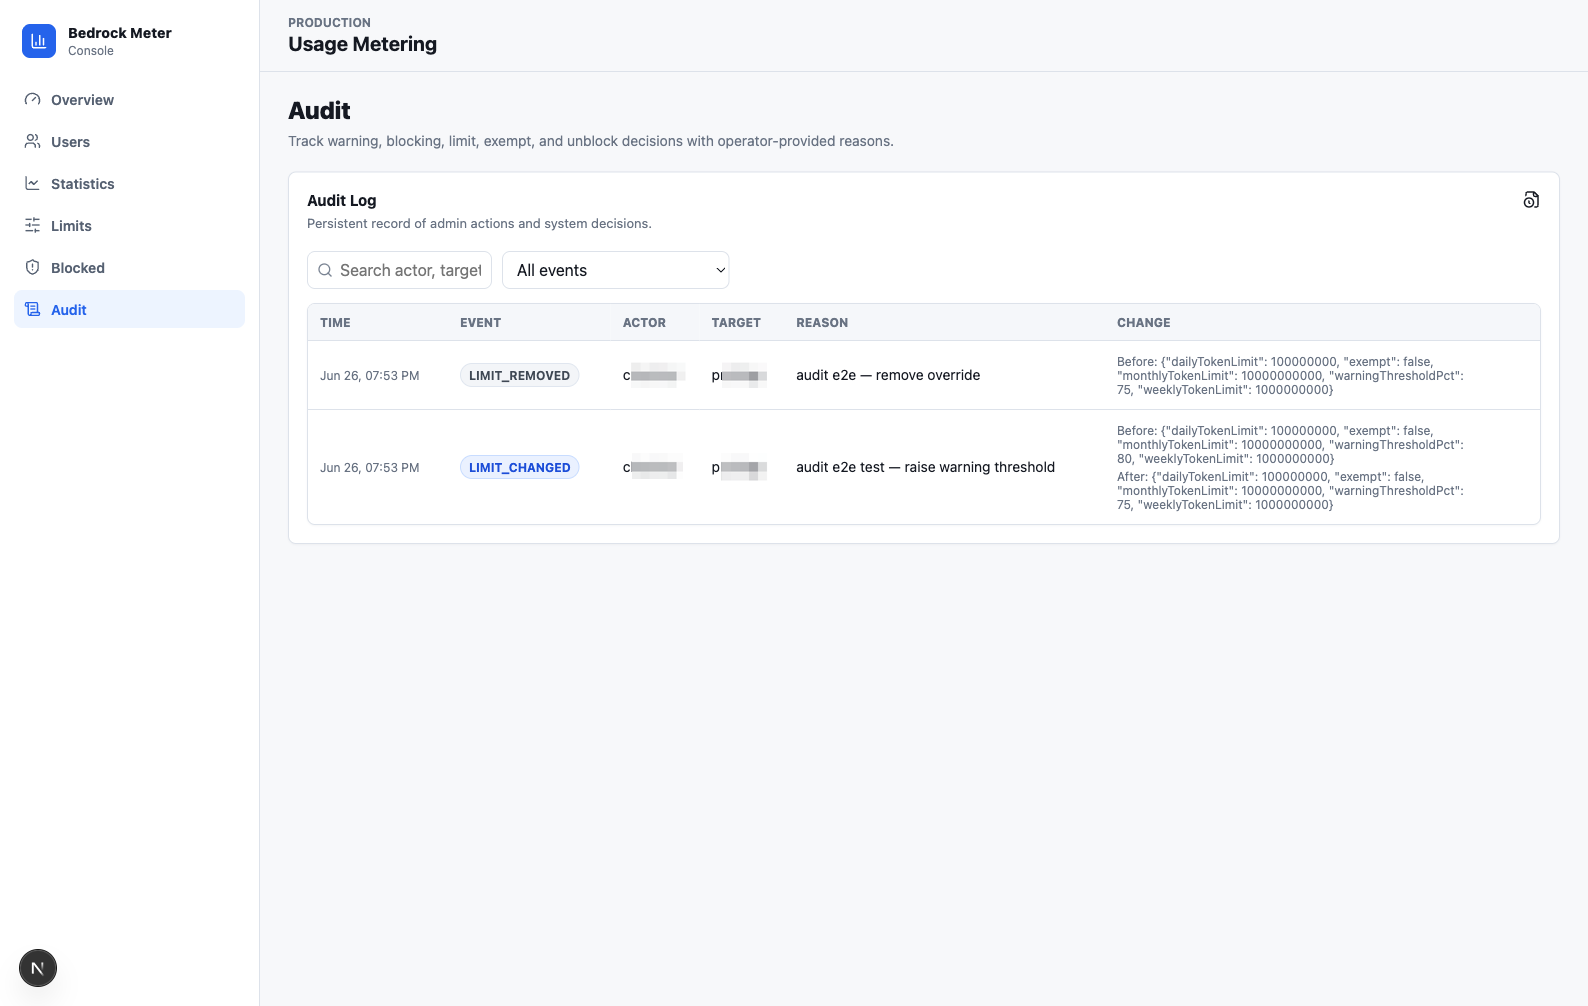 Bedrock Meter
Console
Overview
Users
Statistics
Limits
Blocked
Audit
PRODUCTION
Usage Metering
Audit
Track warning, blocking, limit, exempt, and unblock decisions with operator-provided reasons.
Audit Log
Persistent record of admin actions and system decisions.
Search actor, target
All events
TIME EVENT ACTOR TARGET REASON CHANGE
Jun 26, 07:53 PM LIMIT_REMOVED audit e2e — remove override
Before: {"dailyTokenLimit": 100000000, "exempt": false,
"monthlyTokenLimit": 10000000000, "warningThresholdPct":
75, "weeklyTokenLimit": 1000000000}
Jun 26, 07:53 PM LIMIT_CHANGED audit e2e test — raise warning threshold
Before: {"dailyTokenLimit": 100000000, "exempt": false,
"monthlyTokenLimit": 10000000000, "warningThresholdPct":
80, "weeklyTokenLimit": 1000000000}
After: {"dailyTokenLimit": 100000000, "exempt": false,
"monthlyTokenLimit": 10000000000, "warningThresholdPct":
75, "weeklyTokenLimit": 1000000000}
N